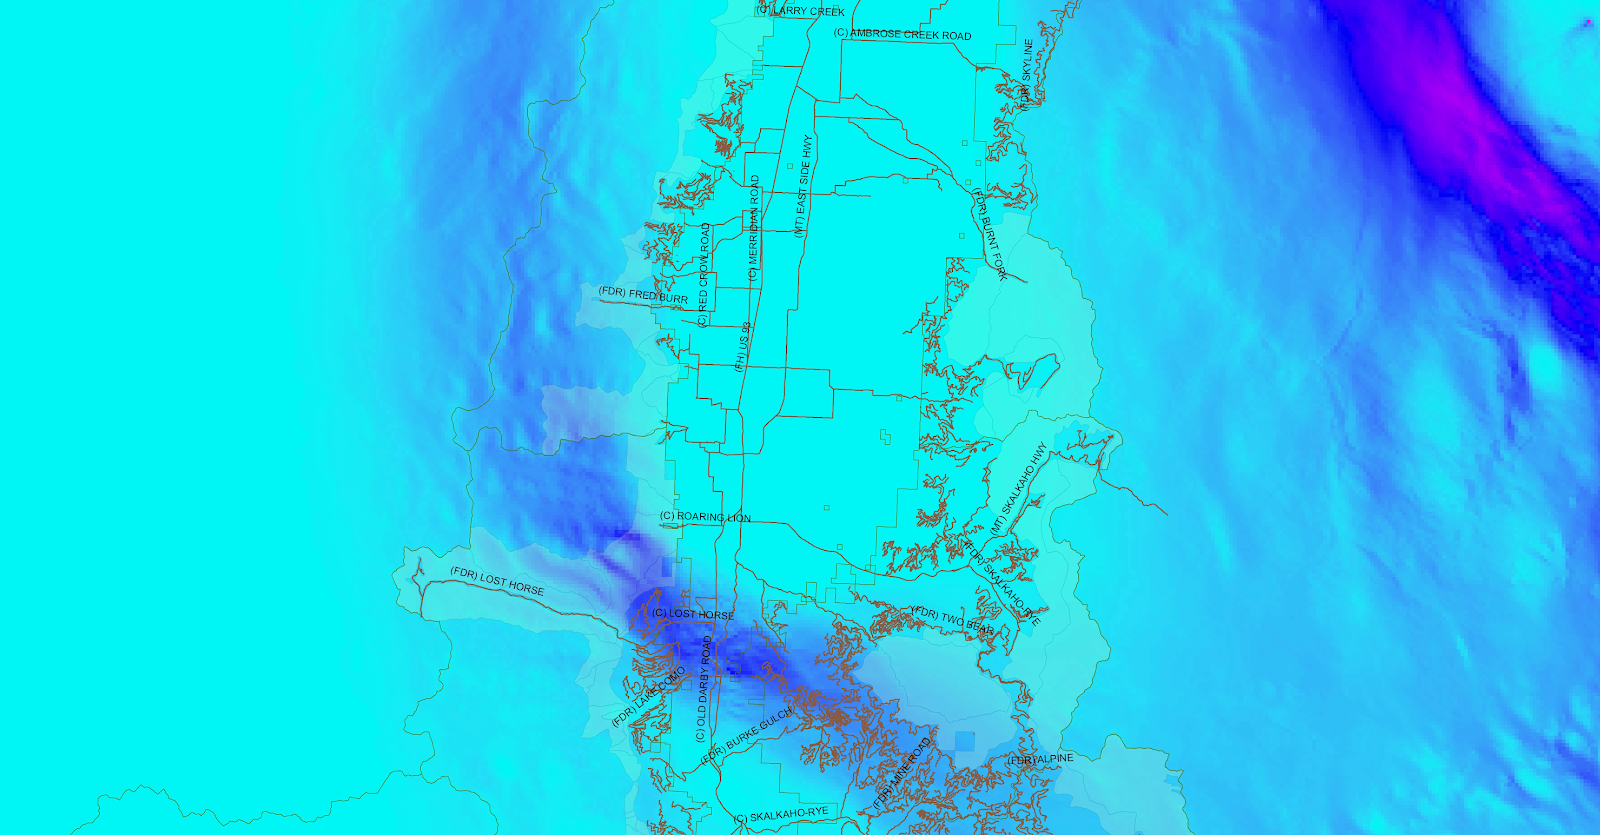 (C) LARRY CREEK
(C) AMBROSE CREEK ROAD
(FDR) SKYLINE
(MT) EAST SIDE HWY
(C) MERRIDIAN ROAD
(C) RED CROW ROAD
(FDR) BURNT FORK
(FDR) FRED BURR
(FH) US 93
(MT) SKALKAHO HWY
(C) ROARING LION
(FDR) SKALKAHO-RYE
(FDR) LOST HORSE
(C) LOST HORSE
(FDR) TWO BEAR
(C) OLD DARBY ROAD
(FDR) LAKE COMO
(FDR) BURKE GULCH
(FDR) MINE ROAD
(FDR) ALPINE
(C) SKALKAHO-RYE